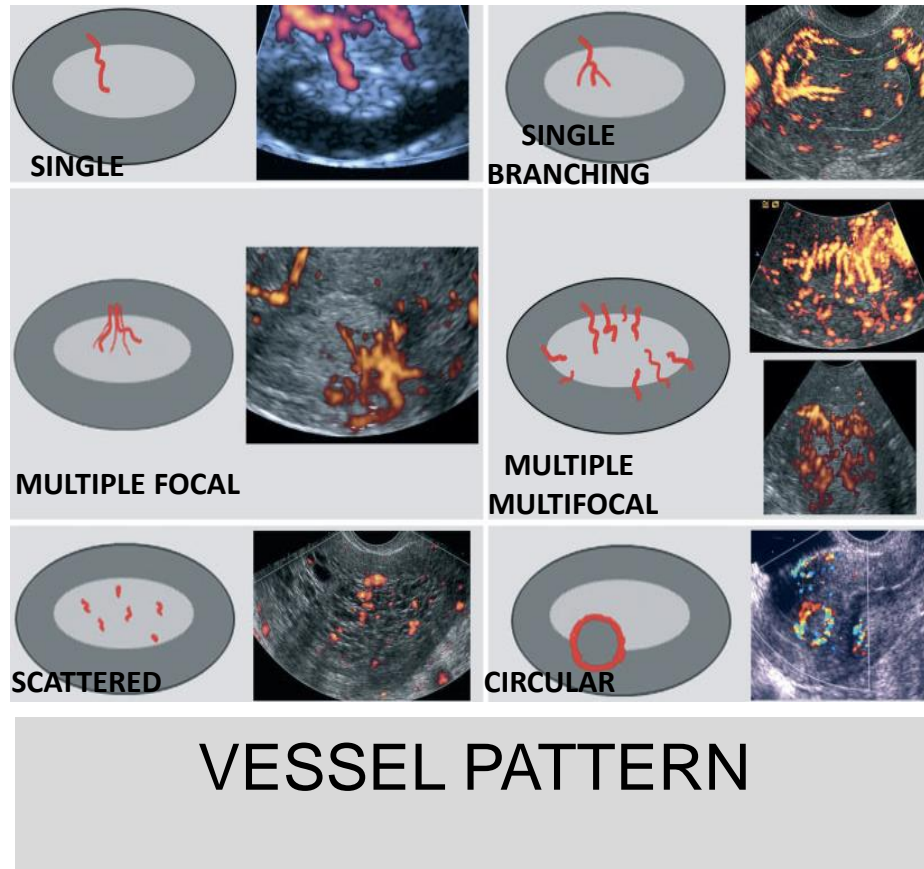 SINGLE
SINGLE
BRANCHING
MULTIPLE FOCAL
MULTIPLE
MULTIFOCAL
SCATTERED
CIRCULAR
VESSEL PATTERN